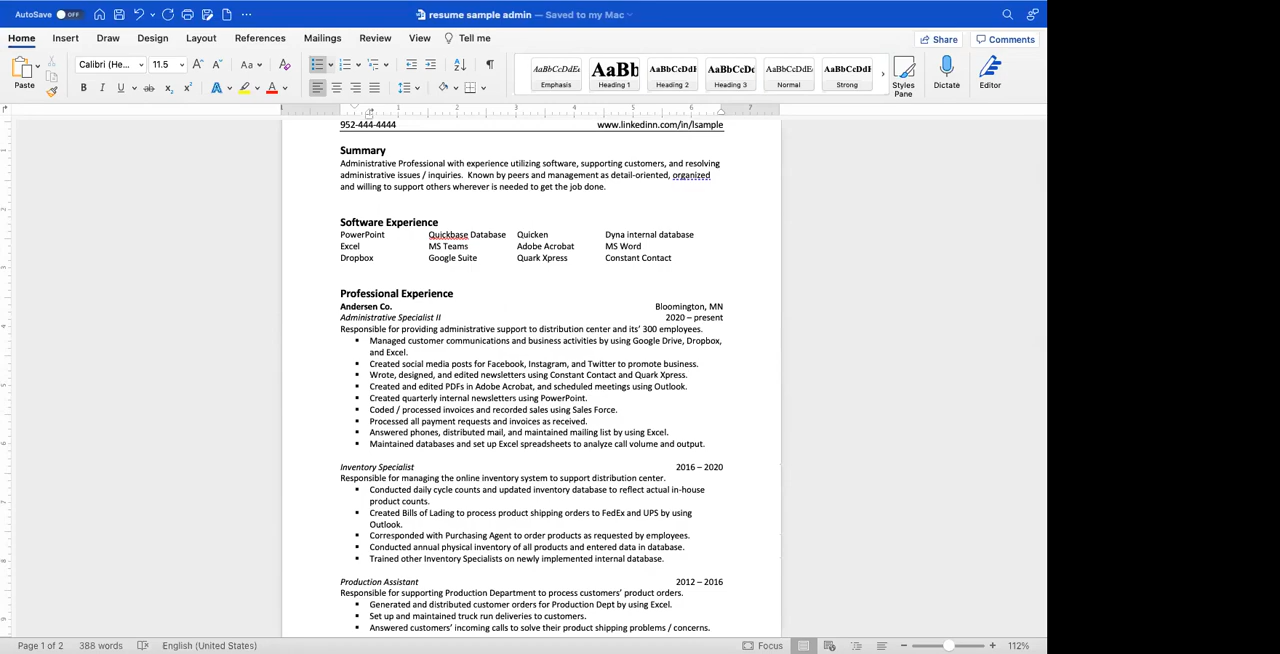 AutoSave OFF resume sample admin — Saved to my Mac
Home Insert Draw Design Layout References Mailings Review View Tell me Share Comments
Paste Calibri (He... 11.5 Aa AaBbCcDdEe AaBb AaBbCcDdI AaBbCcDc AaBbCcDdEe AaBbCcDdI
Emphasis Heading 1 Heading 2 Heading 3 Normal Strong Styles Pane Dictate Editor
952-444-4444 www.linkedinn.com/in/lsample
Summary
Administrative Professional with experience utilizing software, supporting customers, and resolving
administrative issues / inquiries. Known by peers and management as detail-oriented, organized
and willing to support others wherever is needed to get the job done.
Software Experience
PowerPoint Quickbase Database Quicken Dyna internal database
Excel MS Teams Adobe Acrobat MS Word
Dropbox Google Suite Quark Xpress Constant Contact
Professional Experience
Andersen Co. Bloomington, MN
Administrative Specialist II 2020 – present
Responsible for providing administrative support to distribution center and its' 300 employees.
▪ Managed customer communications and business activities by using Google Drive, Dropbox,
and Excel.
▪ Created social media posts for Facebook, Instagram, and Twitter to promote business.
▪ Wrote, designed, and edited newsletters using Constant Contact and Quark Xpress.
▪ Created and edited PDFs in Adobe Acrobat, and scheduled meetings using Outlook.
▪ Created quarterly internal newsletters using PowerPoint.
▪ Coded / processed invoices and recorded sales using Sales Force.
▪ Processed all payment requests and invoices as received.
▪ Answered phones, distributed mail, and maintained mailing list by using Excel.
▪ Maintained databases and set up Excel spreadsheets to analyze call volume and output.
Inventory Specialist 2016 – 2020
Responsible for managing the online inventory system to support distribution center.
▪ Conducted daily cycle counts and updated inventory database to reflect actual in-house
product counts.
▪ Created Bills of Lading to process product shipping orders to FedEx and UPS by using
Outlook.
▪ Corresponded with Purchasing Agent to order products as requested by employees.
▪ Conducted annual physical inventory of all products and entered data in database.
▪ Trained other Inventory Specialists on newly implemented internal database.
Production Assistant 2012 – 2016
Responsible for supporting Production Department to process customers' product orders.
▪ Generated and distributed customer orders for Production Dept by using Excel.
▪ Set up and maintained truck run deliveries to customers.
▪ Answered customers' incoming calls to solve their product shipping problems / concerns.
Page 1 of 2 388 words English (United States) Focus 112%